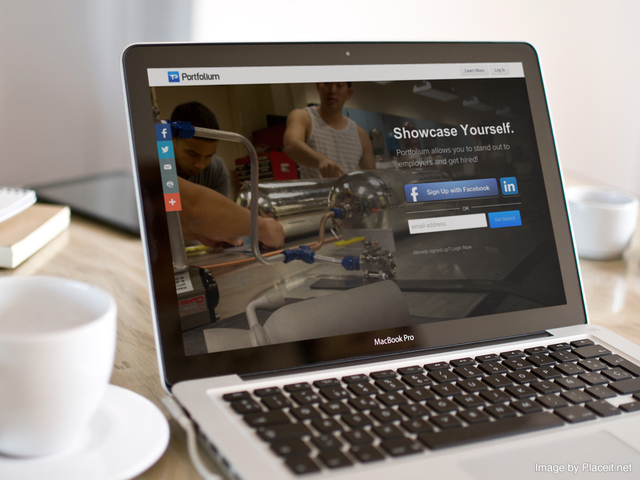 Portfolium
Learn More
Log In
Showcase Yourself.
Portfolium allows you to stand out to
employers and get hired!
Sign Up with Facebook
in
OR
email address
Get Started
Already signed up? Login Now
MacBook Pro
Image by Placeit.net